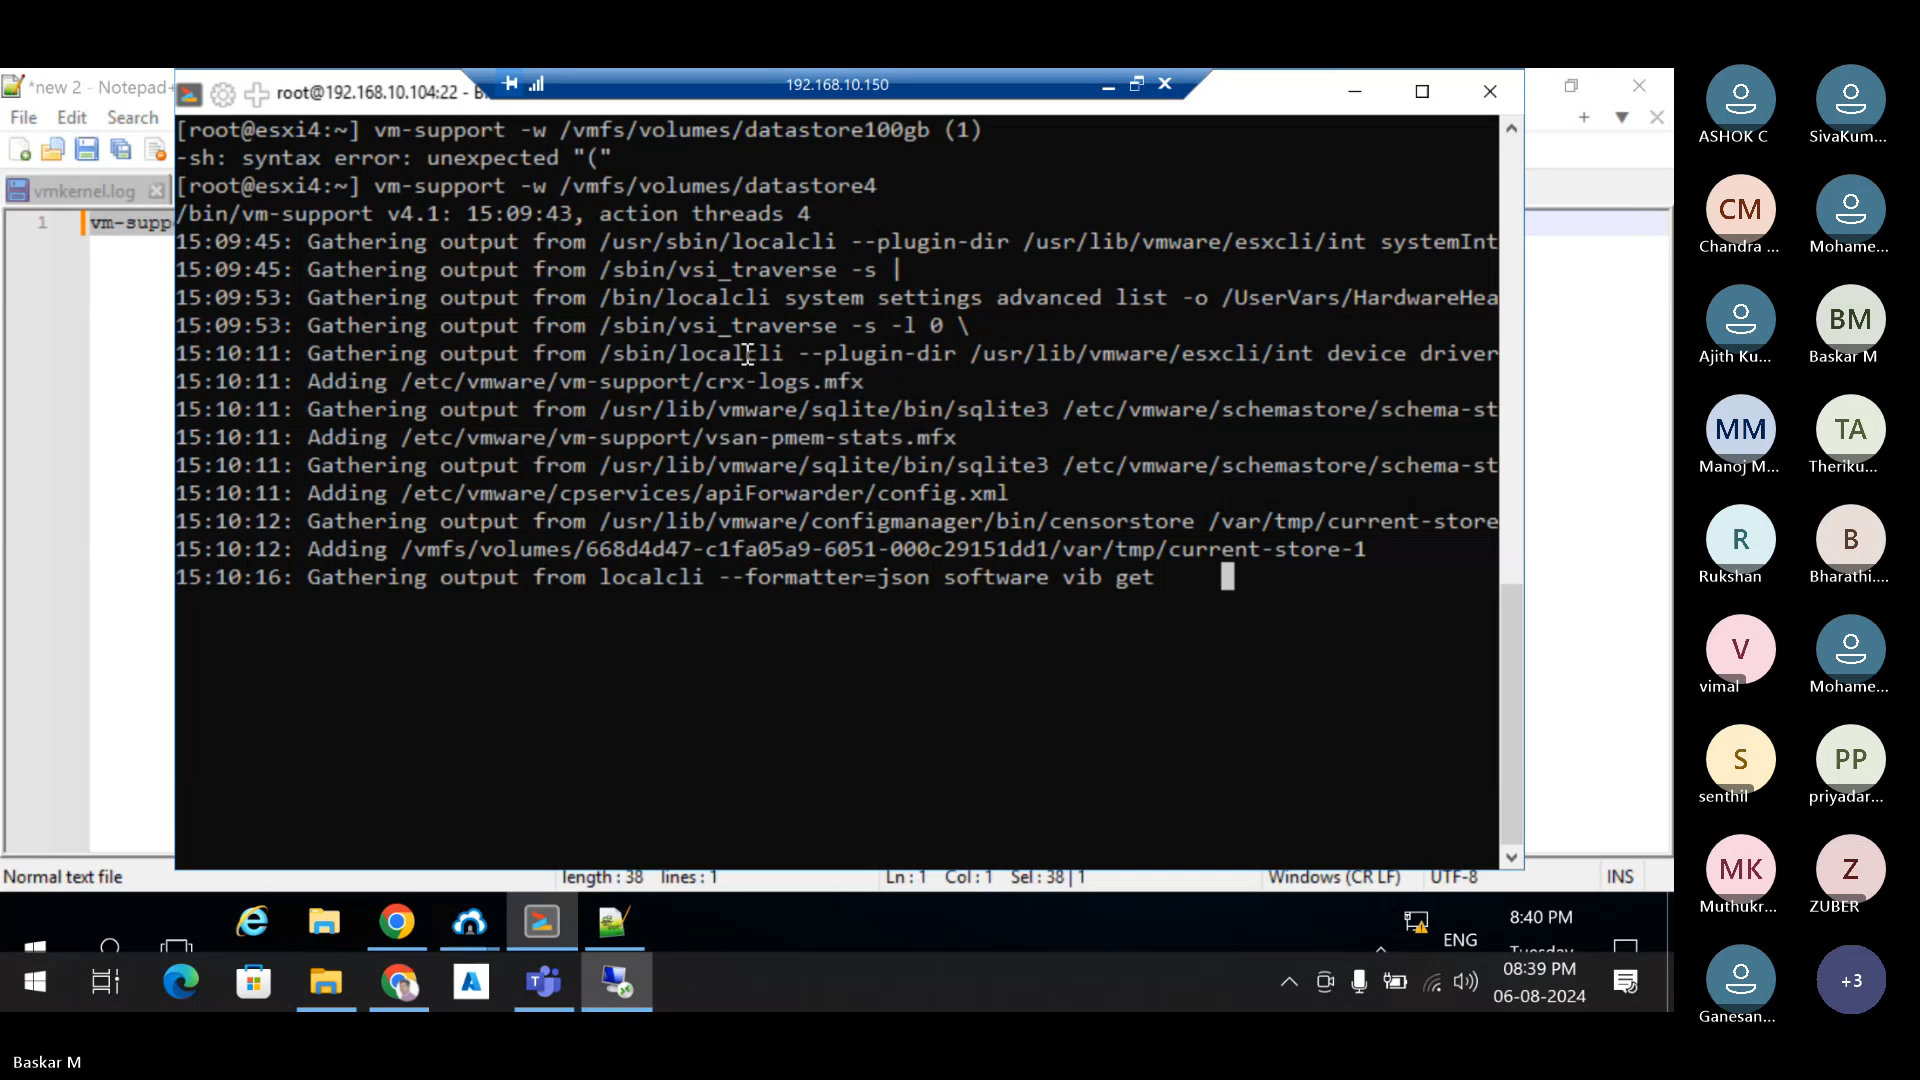 *new 2 - Notepad+
192.168.10.150
root@192.168.10.104:22 - B
File Edit Search
vmkernel.log
1 vm-supp
[root@esxi4:~] vm-support -w /vmfs/volumes/datastore100gb (1)
-sh: syntax error: unexpected "("
[root@esxi4:~] vm-support -w /vmfs/volumes/datastore4
/bin/vm-support v4.1: 15:09:43, action threads 4
15:09:45: Gathering output from /usr/sbin/localcli --plugin-dir /usr/lib/vmware/esxcli/int systemInt
15:09:45: Gathering output from /sbin/vsi_traverse -s |
15:09:53: Gathering output from /bin/localcli system settings advanced list -o /UserVars/HardwareHea
15:09:53: Gathering output from /sbin/vsi_traverse -s -l 0 \
15:10:11: Gathering output from /sbin/localcli --plugin-dir /usr/lib/vmware/esxcli/int device driver
15:10:11: Adding /etc/vmware/vm-support/crx-logs.mfx
15:10:11: Gathering output from /usr/lib/vmware/sqlite/bin/sqlite3 /etc/vmware/schemastore/schema-st
15:10:11: Adding /etc/vmware/vm-support/vsan-pmem-stats.mfx
15:10:11: Gathering output from /usr/lib/vmware/sqlite/bin/sqlite3 /etc/vmware/schemastore/schema-st
15:10:11: Adding /etc/vmware/cpservices/apiForwarder/config.xml
15:10:12: Gathering output from /usr/lib/vmware/configmanager/bin/censorstore /var/tmp/current-store
15:10:12: Adding /vmfs/volumes/668d4d47-c1fa05a9-6051-000c29151dd1/var/tmp/current-store-1
15:10:16: Gathering output from localcli --formatter=json software vib get
Normal text file length : 38 lines : 1 Ln : 1 Col : 1 Sel : 38 | 1 Windows (CR LF) UTF-8 INS
8:40 PM
ENG
Tuesday
08:39 PM
06-08-2024
Baskar M
ASHOK C
SivaKum...
CM
Chandra ...
Mohame...
Ajith Ku...
BM
Baskar M
MM
Manoj M...
TA
Theriku...
R
Rukshan
B
Bharathi....
V
vimal
Mohame...
S
senthil
PP
priyadar...
MK
Muthukr...
Z
ZUBER
Ganesan...
+3